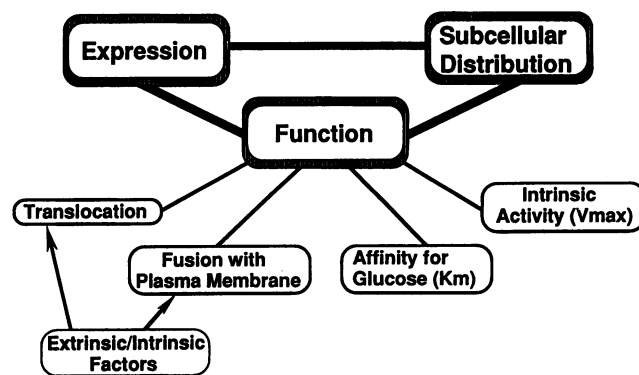 Expression
Subcellular
Distribution
Function
Translocation
Intrinsic
Activity (Vmax)
Fusion with
Plasma Membrane
Affinity for
Glucose (Km)
Extrinsic/Intrinsic
Factors